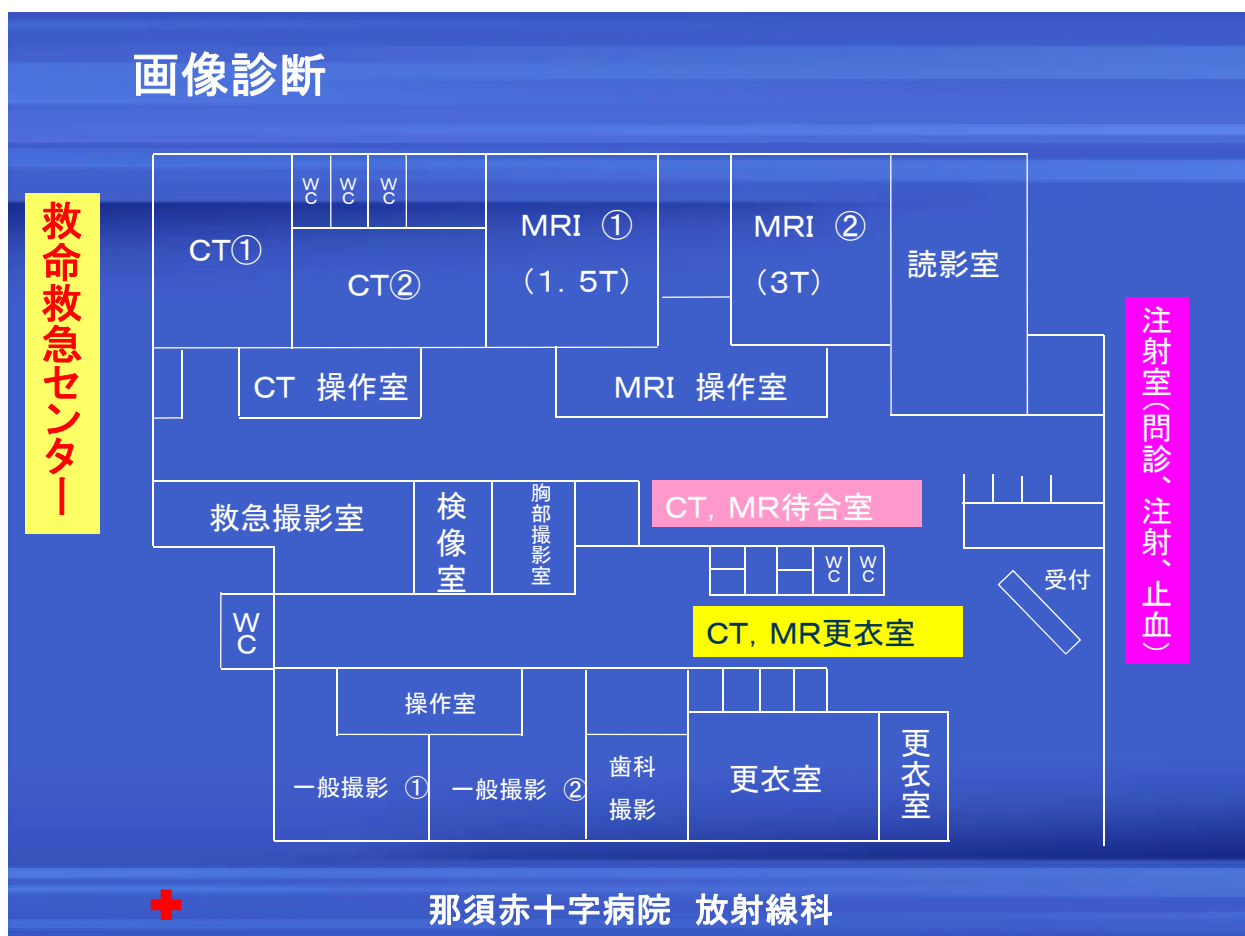 画像診断
救命救急センター
WC
WC
WC
CT①
CT②
MRI ①
(1.5T)
MRI ②
(3T)
読影室
CT 操作室
MRI 操作室
注射室(問診、注射、止血)
救急撮影室
検像室
胸部撮影室
CT,MR待合室
WC
WC
受付
WC
CT,MR更衣室
操作室
一般撮影 ①
一般撮影 ②
歯科
撮影
更衣室
更衣室
那須赤十字病院 放射線科